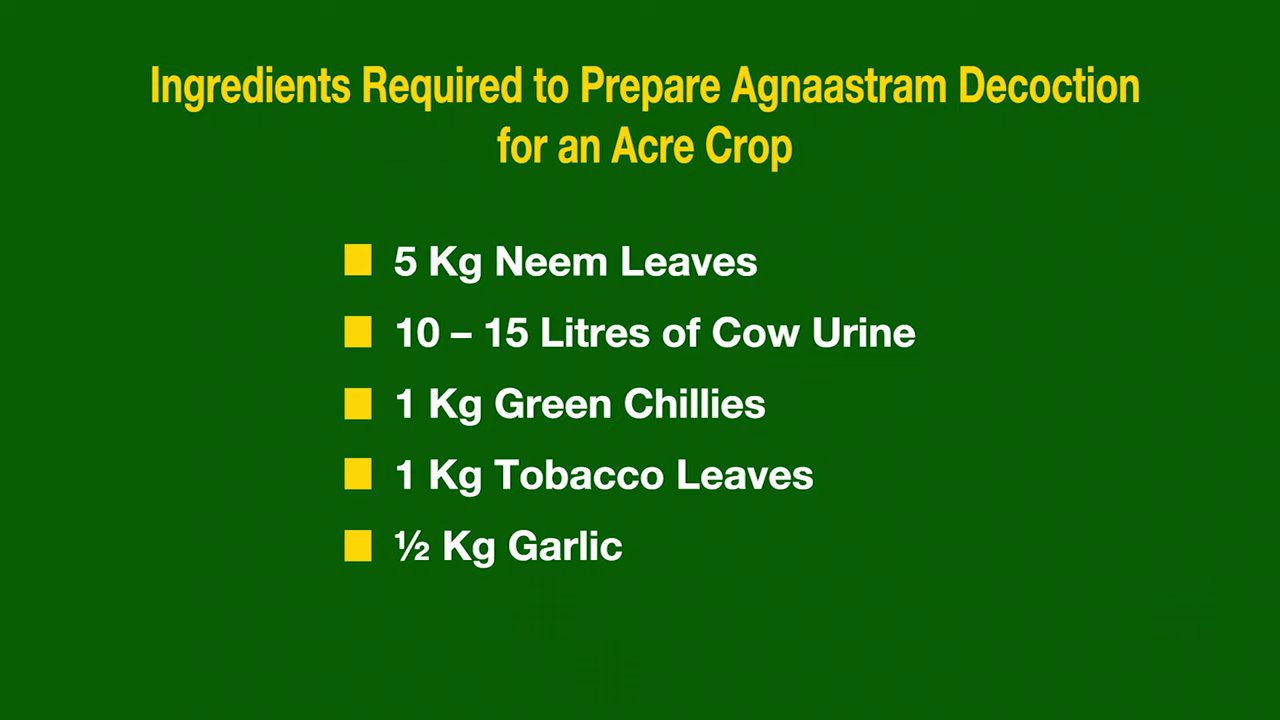 Ingredients Required to Prepare Agnaastram Decoction
for an Acre Crop
5 Kg Neem Leaves
10 – 15 Litres of Cow Urine
1 Kg Green Chillies
1 Kg Tobacco Leaves
½ Kg Garlic